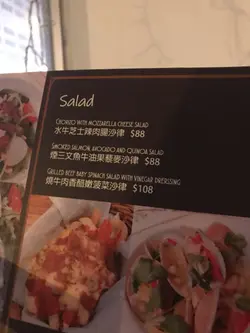 Salad
Chorizo with mozzarella cheese salad
水牛芝士辣肉腸沙律 $88
Smoked salmon, avocado and quinoa salad
煙三文魚牛油果藜麥沙律 $88
Grilled beef baby spinach salad with vinegar dressing
燒牛肉香醋嫩菠菜沙律 $108